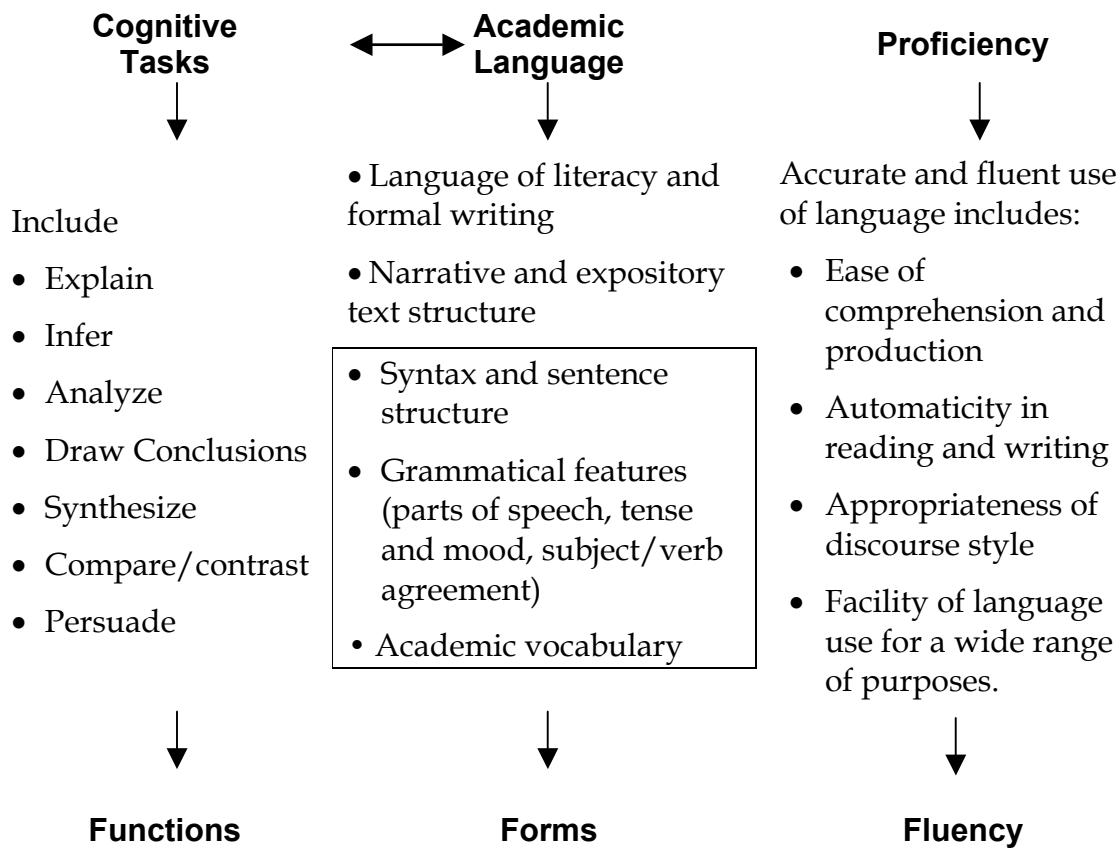 Cognitive
Tasks
Academic
Language
Proficiency
Include
• Explain
• Infer
• Analyze
• Draw Conclusions
• Synthesize
• Compare/contrast
• Persuade
• Language of literacy and
formal writing
• Narrative and expository
text structure
• Syntax and sentence
structure
• Grammatical features
(parts of speech, tense
and mood, subject/verb
agreement)
• Academic vocabulary
Accurate and fluent use
of language includes:
• Ease of
comprehension and
production
• Automaticity in
reading and writing
• Appropriateness of
discourse style
• Facility of language
use for a wide range
of purposes.
Functions
Forms
Fluency